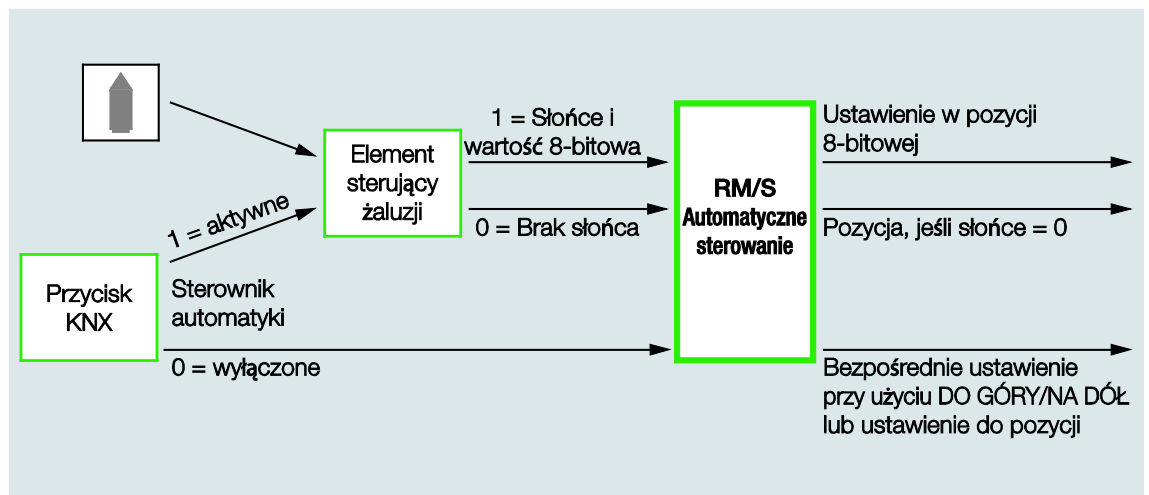 1 = Słońce i
wartość 8-bitowa
Ustawienie w pozycji
8-bitowej
Element
sterujący
żaluzji
RM/S
Automatyczne
sterowanie
1 = aktywne
0 = Brak słońca
Pozycja, jeśli słońce = 0
Przycisk
KNX
Sterownik
automatyki
0 = wyłączone
Bezpośrednie ustawienie
przy użyciu DO GÓRY/NA DÓŁ
lub ustawienie do pozycji